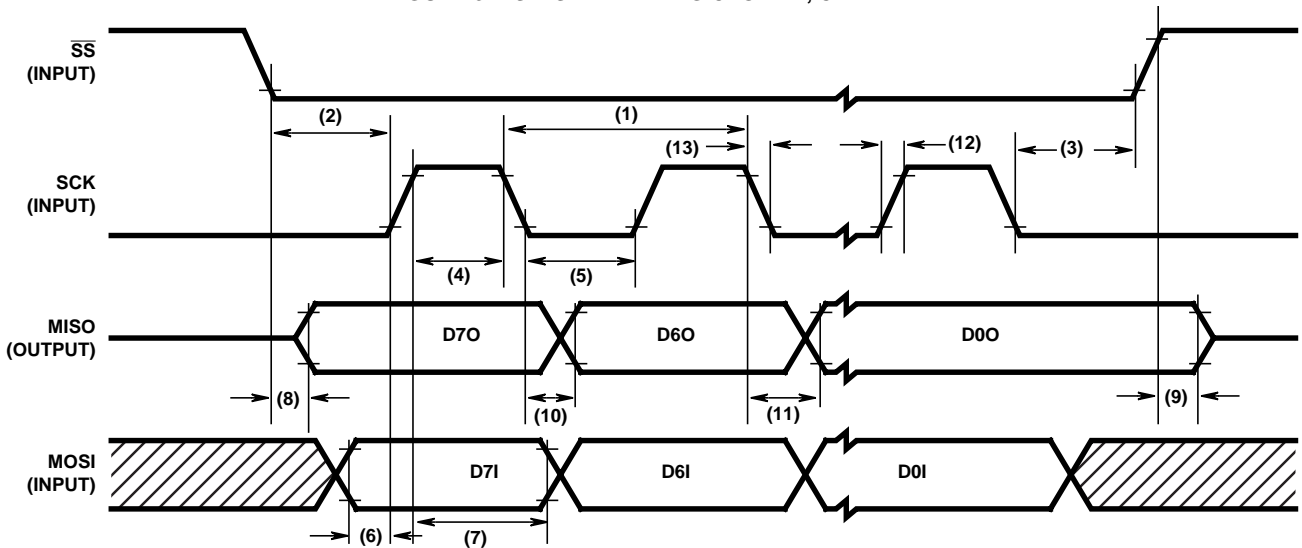 SS
(INPUT)
(2)
(1)
(13)
(12)
(3)
SCK
(INPUT)
(4)
(5)
MISO
(OUTPUT)
D7O
D6O
D0O
(8)
(10)
(11)
(9)
MOSI
(INPUT)
D7I
D6I
D0I
(6)
(7)